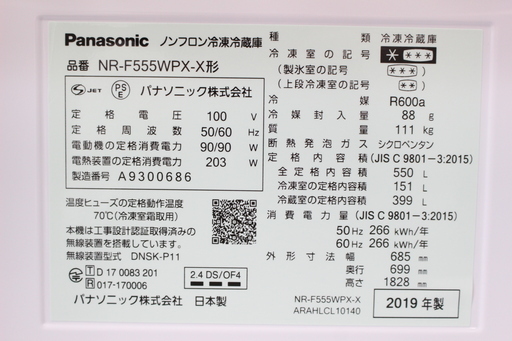 Panasonic ノンフロン冷凍冷蔵庫
品番 NR-F555WPX-X形
S JET PSE パナソニック株式会社
定格電圧 100 V
定格周波数 50/60 Hz
電動機の定格消費電力 90/90 W
電熱装置の定格消費電力 203 W
製造番号 A9300686
温度ヒューズの定格動作温度
70℃(冷凍室霜取用)
本機は工事設計認証取得済みの
無線装置を搭載しています。
無線装置型式 DNSK-P11
T D 17 0083 201
R 017-170006
2.4 DS/OF4
パナソニック株式会社 日本製
種類 冷凍冷蔵庫
冷凍室の記号 * ***
(製氷室の記号) ***
(上段冷凍室の記号) **
冷媒 R600a
冷媒封入量 88 g
質量 111 kg
断熱発泡ガス シクロペンタン
定格内容積 (JIS C 9801-3:2015)
全定格内容積 550 L
冷凍室の定格内容積 151 L
冷蔵室の定格内容積 399 L
消費電力量 (JIS C 9801-3:2015)
50 Hz 266 kWh/年
60 Hz 266 kWh/年
外形寸法 幅 685 mm
奥行 699 mm
高さ 1828 mm
NR-F555WPX-X
ARAHLCL10140
2019年製